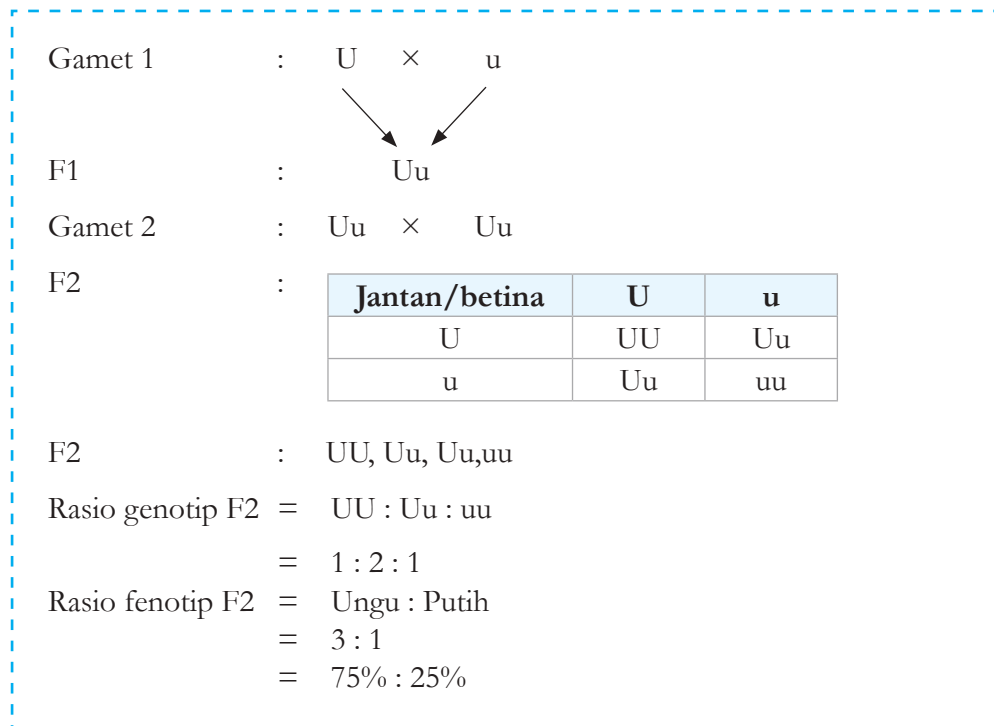 Gamet 1 : U × u
F1 : Uu
Gamet 2 : Uu × Uu
F2 :
Jantan/betina U u
U UU Uu
u Uu uu
F2 : UU, Uu, Uu,uu
Rasio genotip F2 = UU : Uu : uu
= 1 : 2 : 1
Rasio fenotip F2 = Ungu : Putih
= 3 : 1
= 75% : 25%